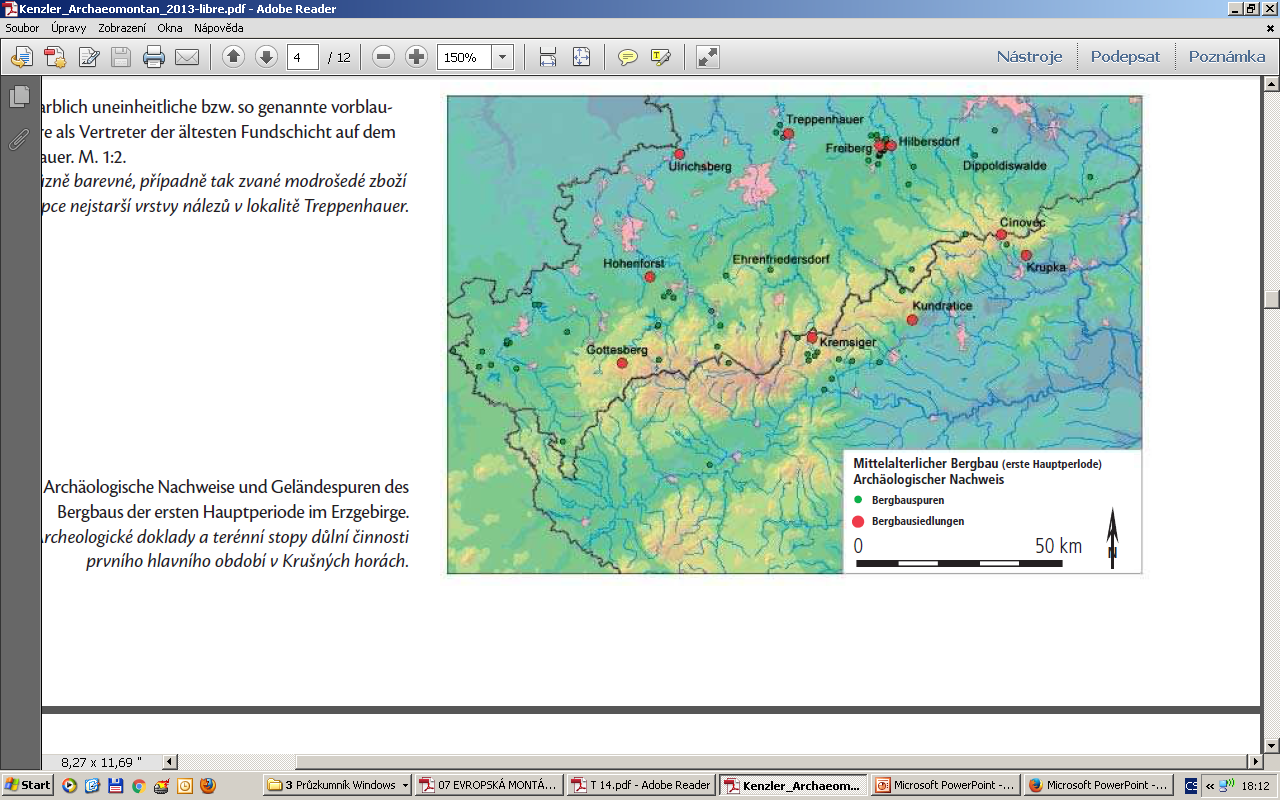 Kenzler_Archaeomontan_2013-libre.pdf - Adobe Reader
Soubor Úpravy Zobrazení Okna Nápověda
4 / 12 150% Nástroje Podepsat Poznámka
arblich uneinheitliche bzw. so genannte vorblau-
re als Vertreter der ältesten Fundschicht auf dem
auer. M. 1:2.
ůzně barevné, případně tak zvané modrošedé zboží
pce nejstarší vrstvy nálezů v lokalitě Treppenhauer.
Treppenhauer
Freiberg
Hilbersdorf
Ulrichsberg
Dippoldiswalde
Cinovec
Hohenforst
Ehrenfriedersdorf
Krupka
Kundratice
Kremsiger
Gottesberg
Mittelalterlicher Bergbau (erste Hauptperiode)
Archäologischer Nachweis
Bergbauspuren
Bergbausiedlungen
0 50 km
N
Archäologische Nachweise und Geländespuren des
Bergbaus der ersten Hauptperiode im Erzgebirge.
Archeologické doklady a terénní stopy důlní činnosti
prvního hlavního období v Krušných horách.
8,27 x 11,69 "
Start 3 Průzkumník Windows 07 EVROPSKÁ MONTÁ... T 14.pdf - Adobe Reader Kenzler_Archaeom... Microsoft PowerPoint -... Microsoft PowerPoint -... CS « 18:12